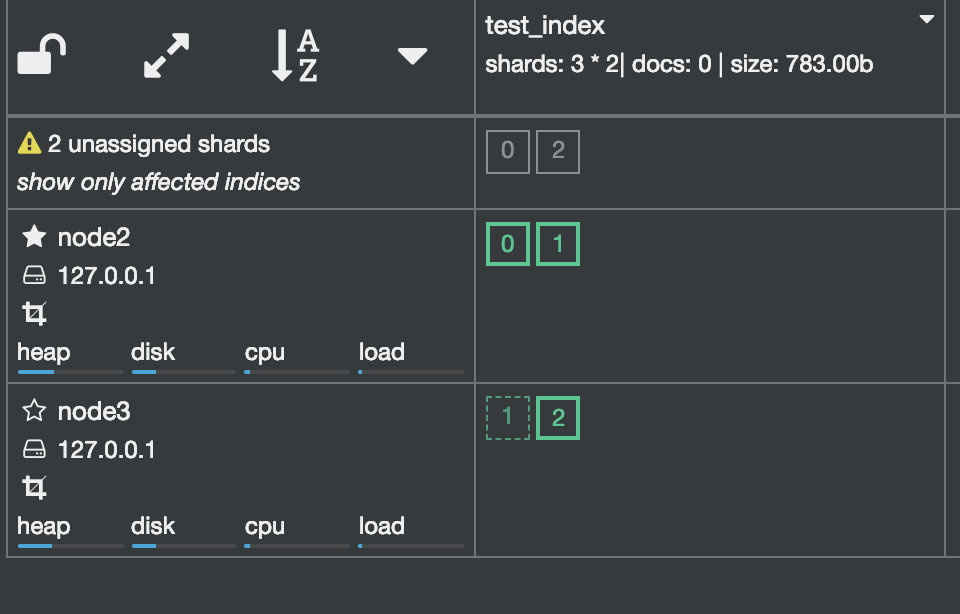 A
Z
test_index
shards: 3 * 2| docs: 0 | size: 783.00b
2 unassigned shards
show only affected indices
0 2
node2
127.0.0.1
heap disk cpu load
0 1
node3
127.0.0.1
heap disk cpu load
1 2